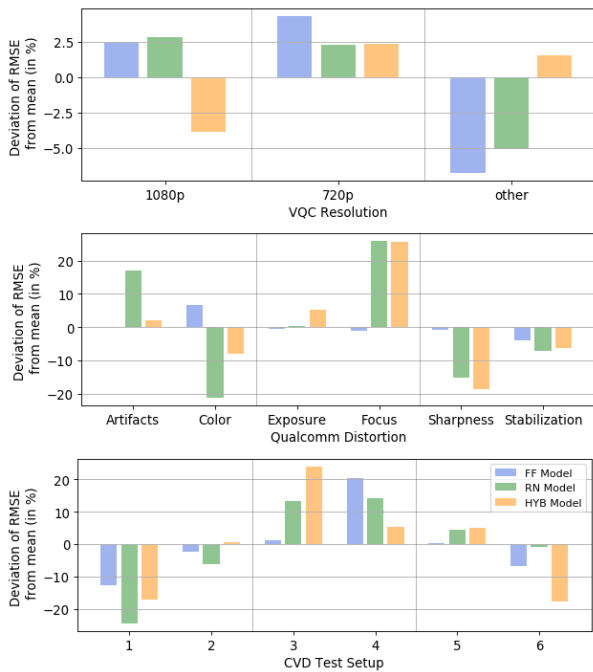 Deviation of RMSE
from mean (in %)
2.5
0.0
−2.5
−5.0
1080p 720p other
VQC Resolution
Deviation of RMSE
from mean (in %)
20
10
0
−10
−20
Artifacts Color Exposure Focus Sharpness Stabilization
Qualcomm Distortion
Deviation of RMSE
from mean (in %)
20
10
0
−10
−20
FF Model
RN Model
HYB Model
1 2 3 4 5 6
CVD Test Setup